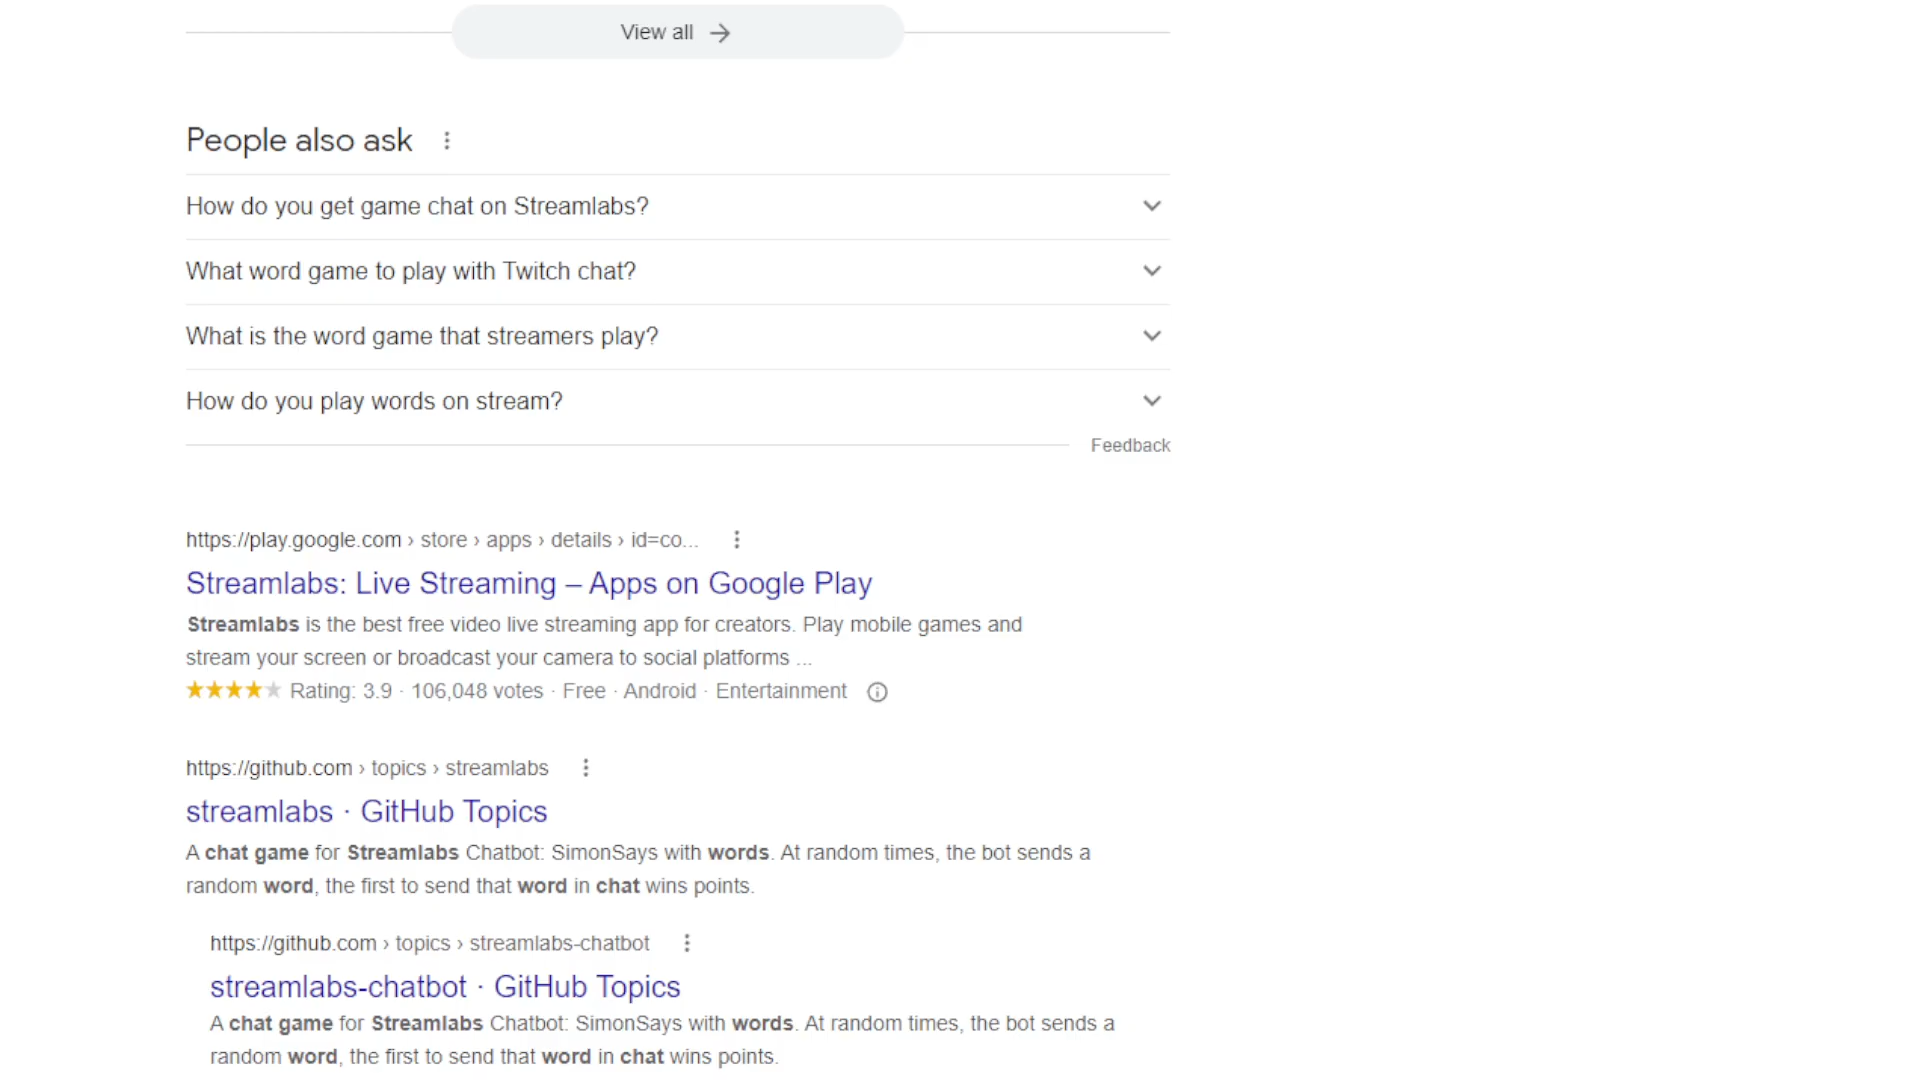 View all
People also ask
How do you get game chat on Streamlabs?
What word game to play with Twitch chat?
What is the word game that streamers play?
How do you play words on stream?
Feedback
https://play.google.com › store › apps › details › id=co...
Streamlabs: Live Streaming – Apps on Google Play
Streamlabs is the best free video live streaming app for creators. Play mobile games and
stream your screen or broadcast your camera to social platforms ...
Rating: 3.9 · 106,048 votes · Free · Android · Entertainment
https://github.com › topics › streamlabs
streamlabs · GitHub Topics
A chat game for Streamlabs Chatbot: SimonSays with words. At random times, the bot sends a
random word, the first to send that word in chat wins points.
https://github.com › topics › streamlabs-chatbot
streamlabs-chatbot · GitHub Topics
A chat game for Streamlabs Chatbot: SimonSays with words. At random times, the bot sends a
random word, the first to send that word in chat wins points.